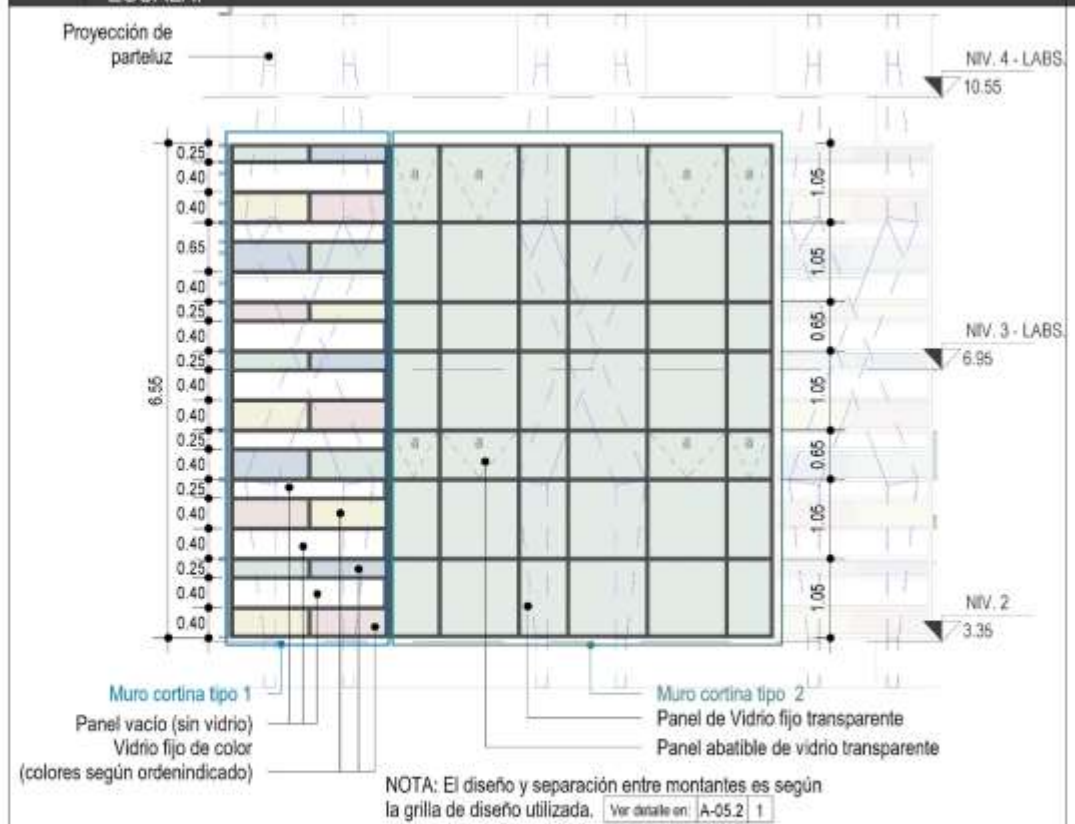 Proyección de
parteluz
NIV. 4 - LABS.
10.55
0.25
0.40
0.40
0.65
0.40
0.25
0.40
0.25
0.40
0.40
0.25
0.40
0.25
0.40
0.40
0.25
0.40
0.40
6.55
a
a
a
a
a
a
a
a
1.05
1.05
0.65
1.05
0.65
1.05
1.05
NIV. 3 - LABS.
6.95
NIV. 2
3.35
Muro cortina tipo 1
Panel vacío (sin vidrio)
Vidrio fijo de color
(colores según ordenindicado)
Muro cortina tipo 2
Panel de Vidrio fijo transparente
Panel abatible de vidrio transparente
NOTA: El diseño y separación entre montantes es según
la grilla de diseño utilizada. Ver detalle en: A-05.2 1